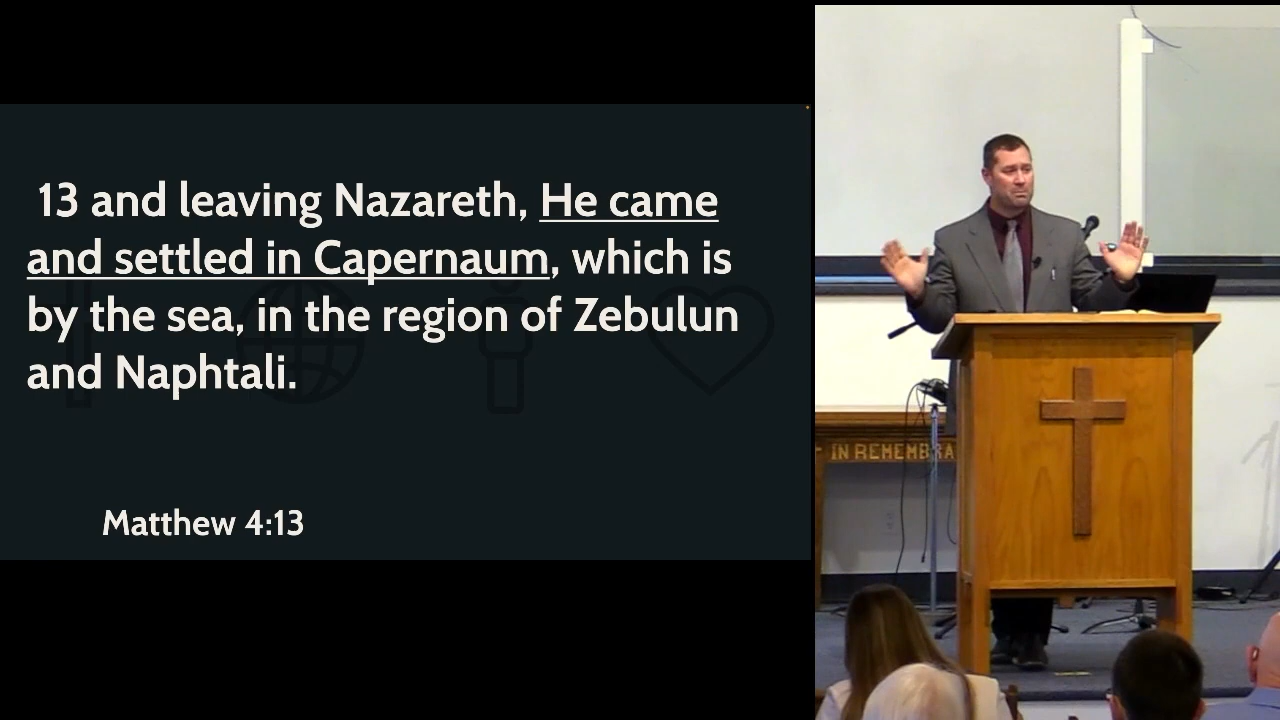 13 and leaving Nazareth, He came
and settled in Capernaum, which is
by the sea, in the region of Zebulun
and Naphtali.
Matthew 4:13
IN REMEMBRA